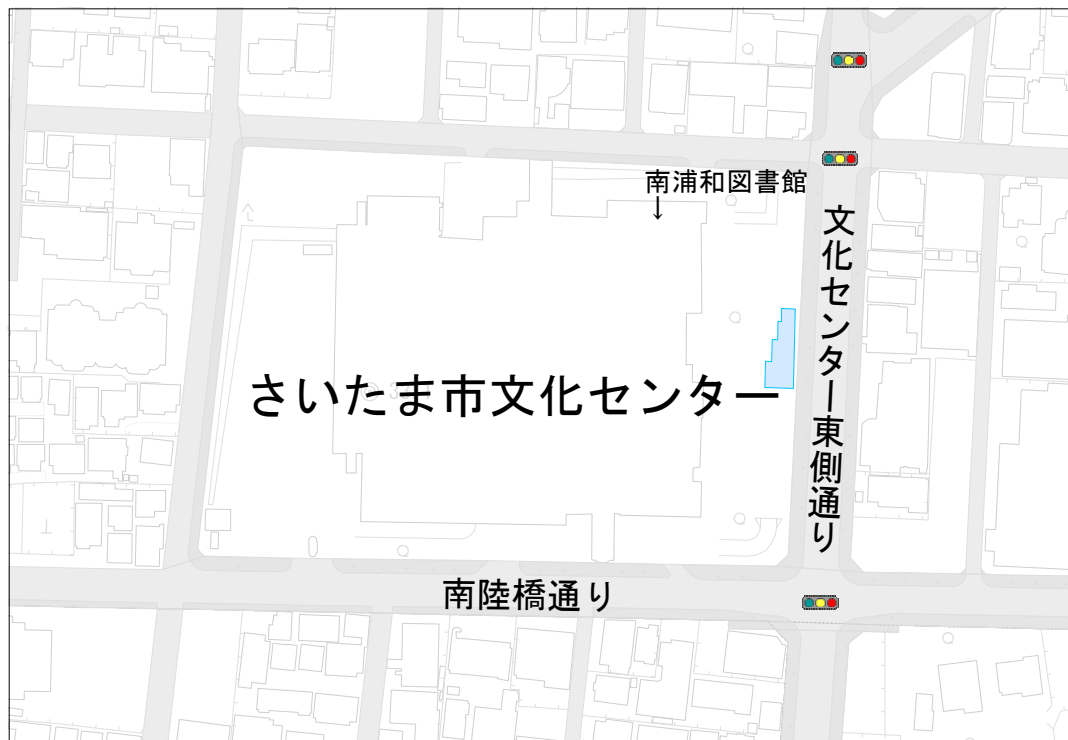 南浦和図書館
↓
文化センター東側通り
さいたま市文化センター
南陸橋通り